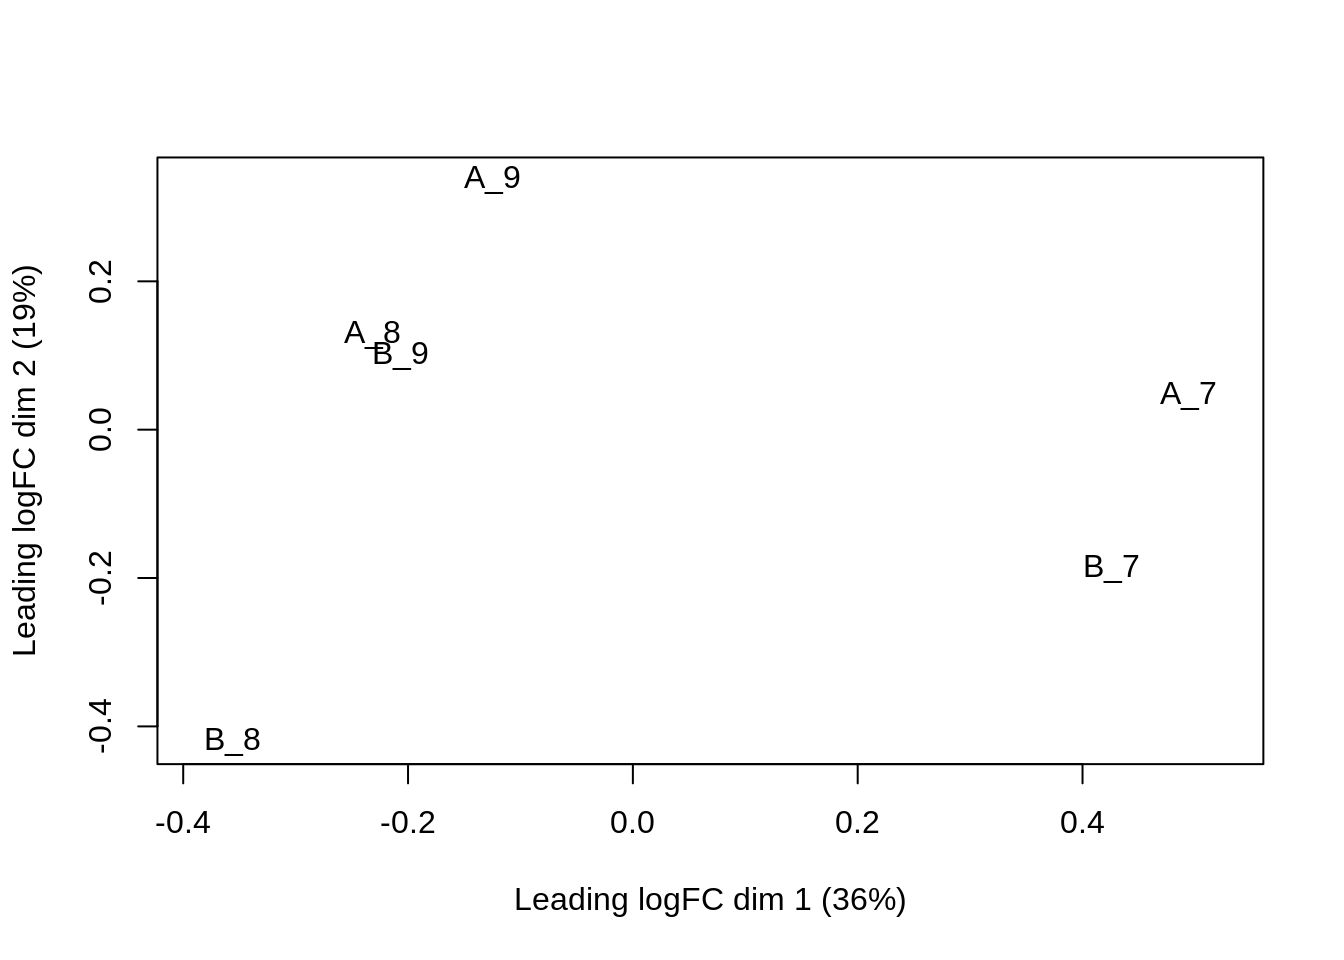 A_9
0.2
A_8
B_9
A_7
0.0
Leading logFC dim 2 (19%)
B_7
-0.2
-0.4
B_8
-0.4
-0.2
0.0
0.2
0.4
Leading logFC dim 1 (36%)